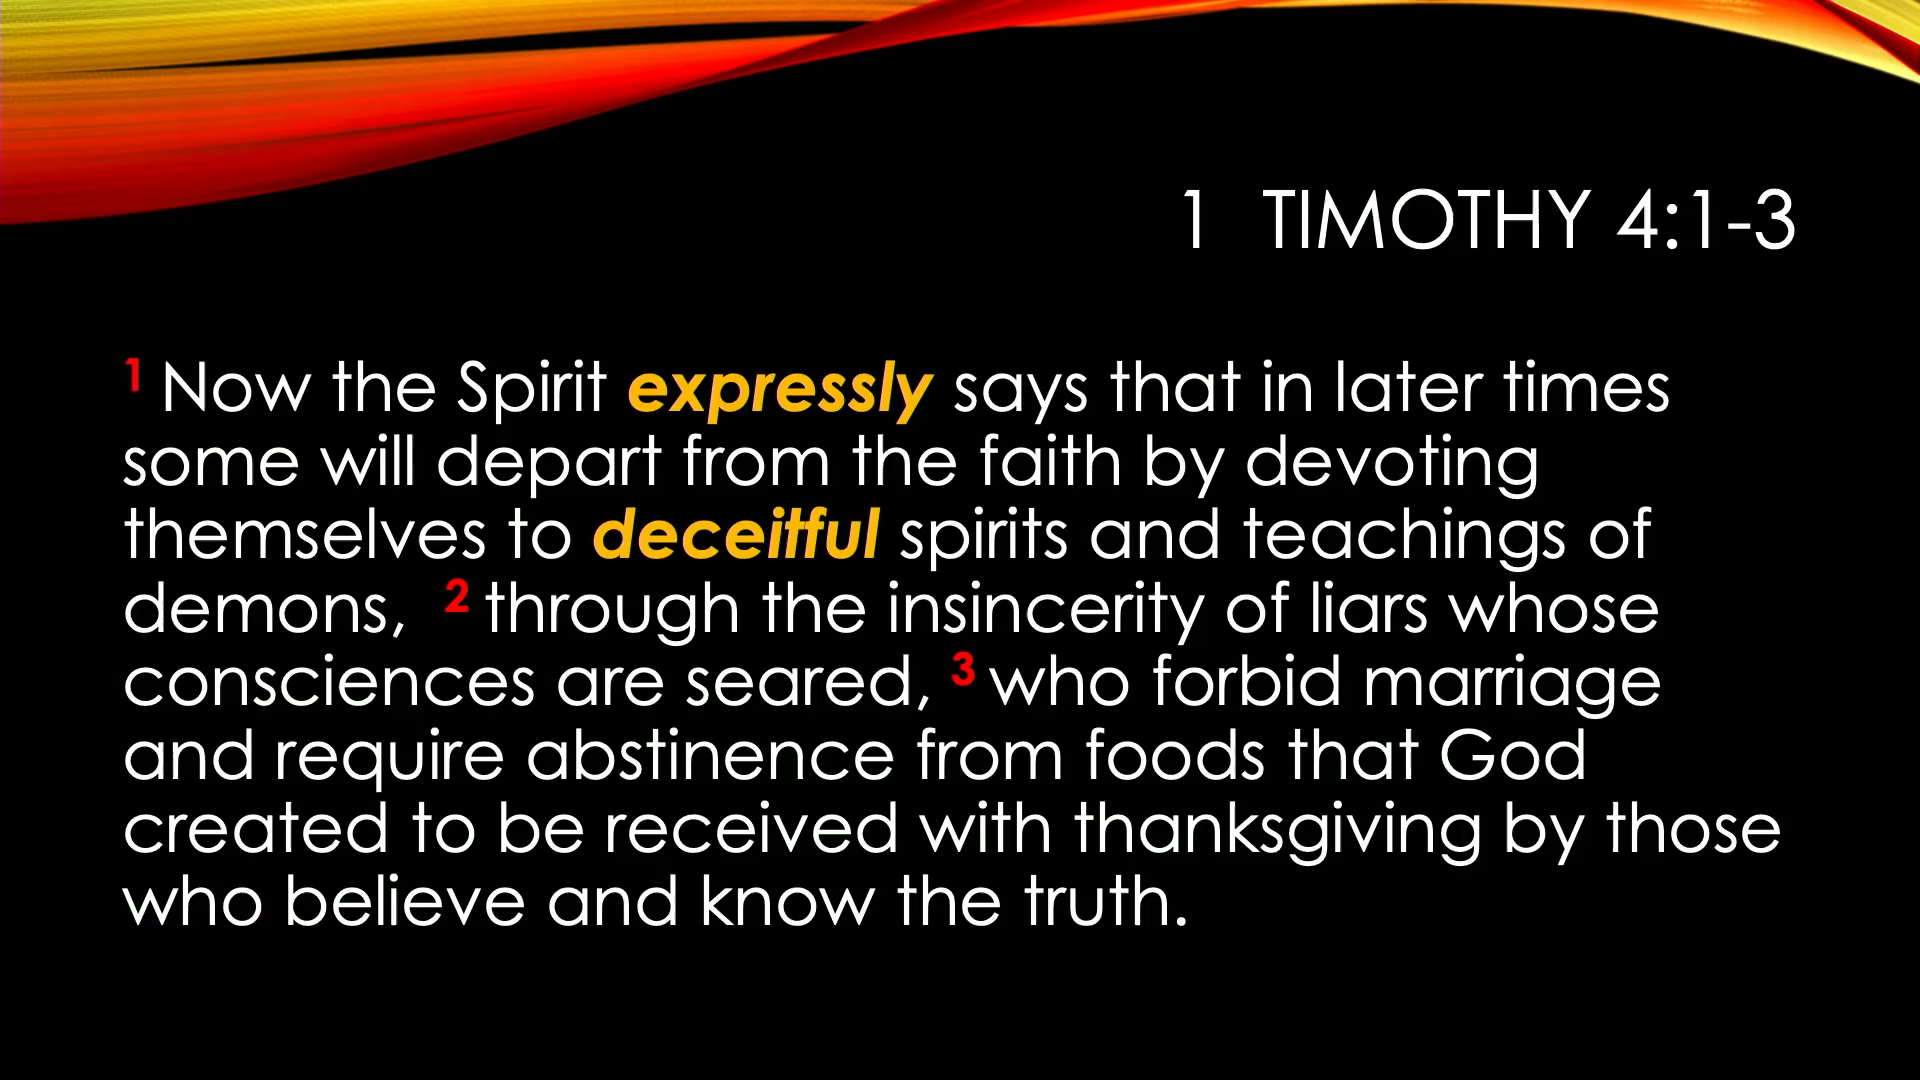 1 TIMOTHY 4:1-3
1 Now the Spirit expressly says that in later times
some will depart from the faith by devoting
themselves to deceitful spirits and teachings of
demons, 2 through the insincerity of liars whose
consciences are seared, 3 who forbid marriage
and require abstinence from foods that God
created to be received with thanksgiving by those
who believe and know the truth.